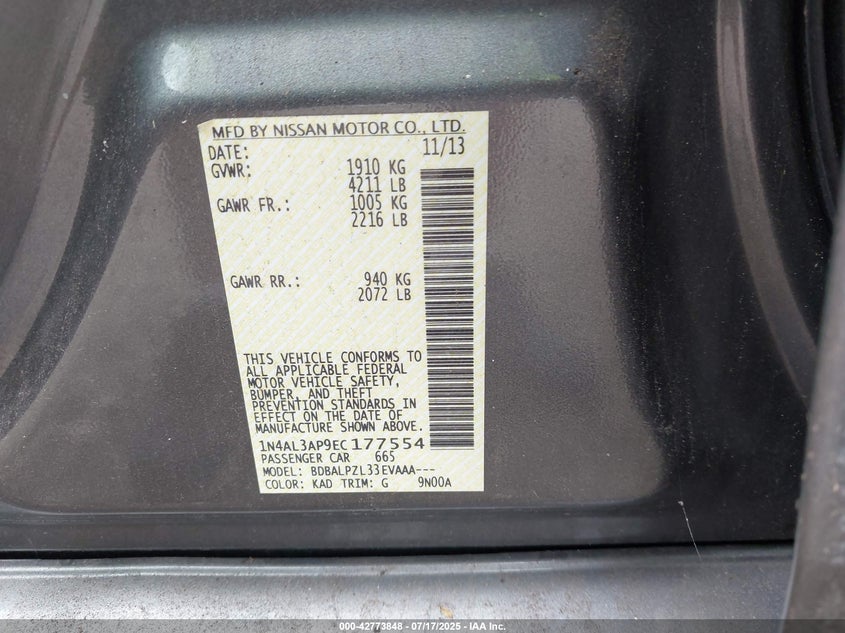 MFD BY NISSAN MOTOR CO., LTD.
DATE: 11/13
GVWR: 1910 KG
4211 LB
GAWR FR.: 1005 KG
2216 LB
GAWR RR.: 940 KG
2072 LB
THIS VEHICLE CONFORMS TO
ALL APPLICABLE FEDERAL
MOTOR VEHICLE SAFETY,
BUMPER, AND THEFT
PREVENTION STANDARDS IN
EFFECT ON THE DATE OF
MANUFACTURE SHOWN ABOVE.
1N4AL3AP9EC177554
PASSENGER CAR 665
MODEL: BDBALPZL33EVAAA---
COLOR: KAD TRIM: G 9N00A
000-42773848 - 07/17/2025 - IAA Inc.